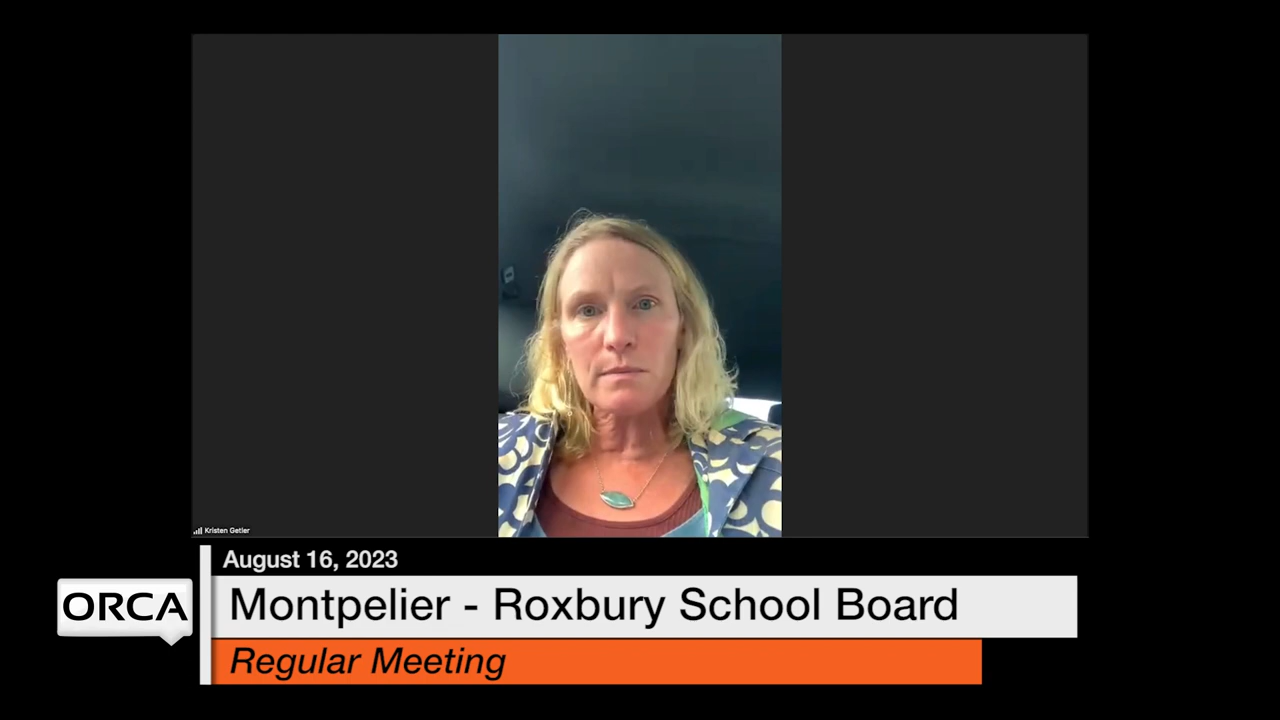 Kristen Getler
August 16, 2023
ORCA
Montpelier - Roxbury School Board
Regular Meeting